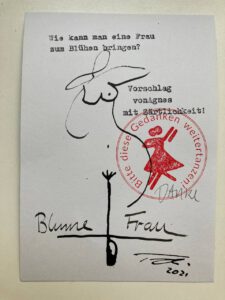 Wie kann man eine Frau
zum Blühen bringen?
Vorschlag
vonAgnes
mit Zärtlichkeit!
Bitte diese Gedanken weitertanzen!
DANKE
Blume Frau
2021